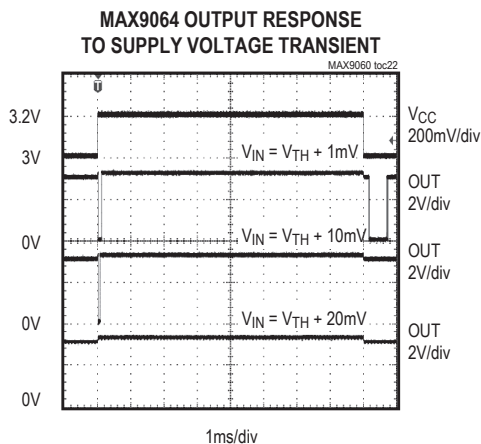 MAX9064 OUTPUT RESPONSE
TO SUPPLY VOLTAGE TRANSIENT
MAX9060 toc22
3.2V
VCC
200mV/div
3V
VIN = VTH + 1mV
OUT
2V/div
0V
VIN = VTH + 10mV
OUT
2V/div
0V
VIN = VTH + 20mV
OUT
2V/div
0V
1ms/div